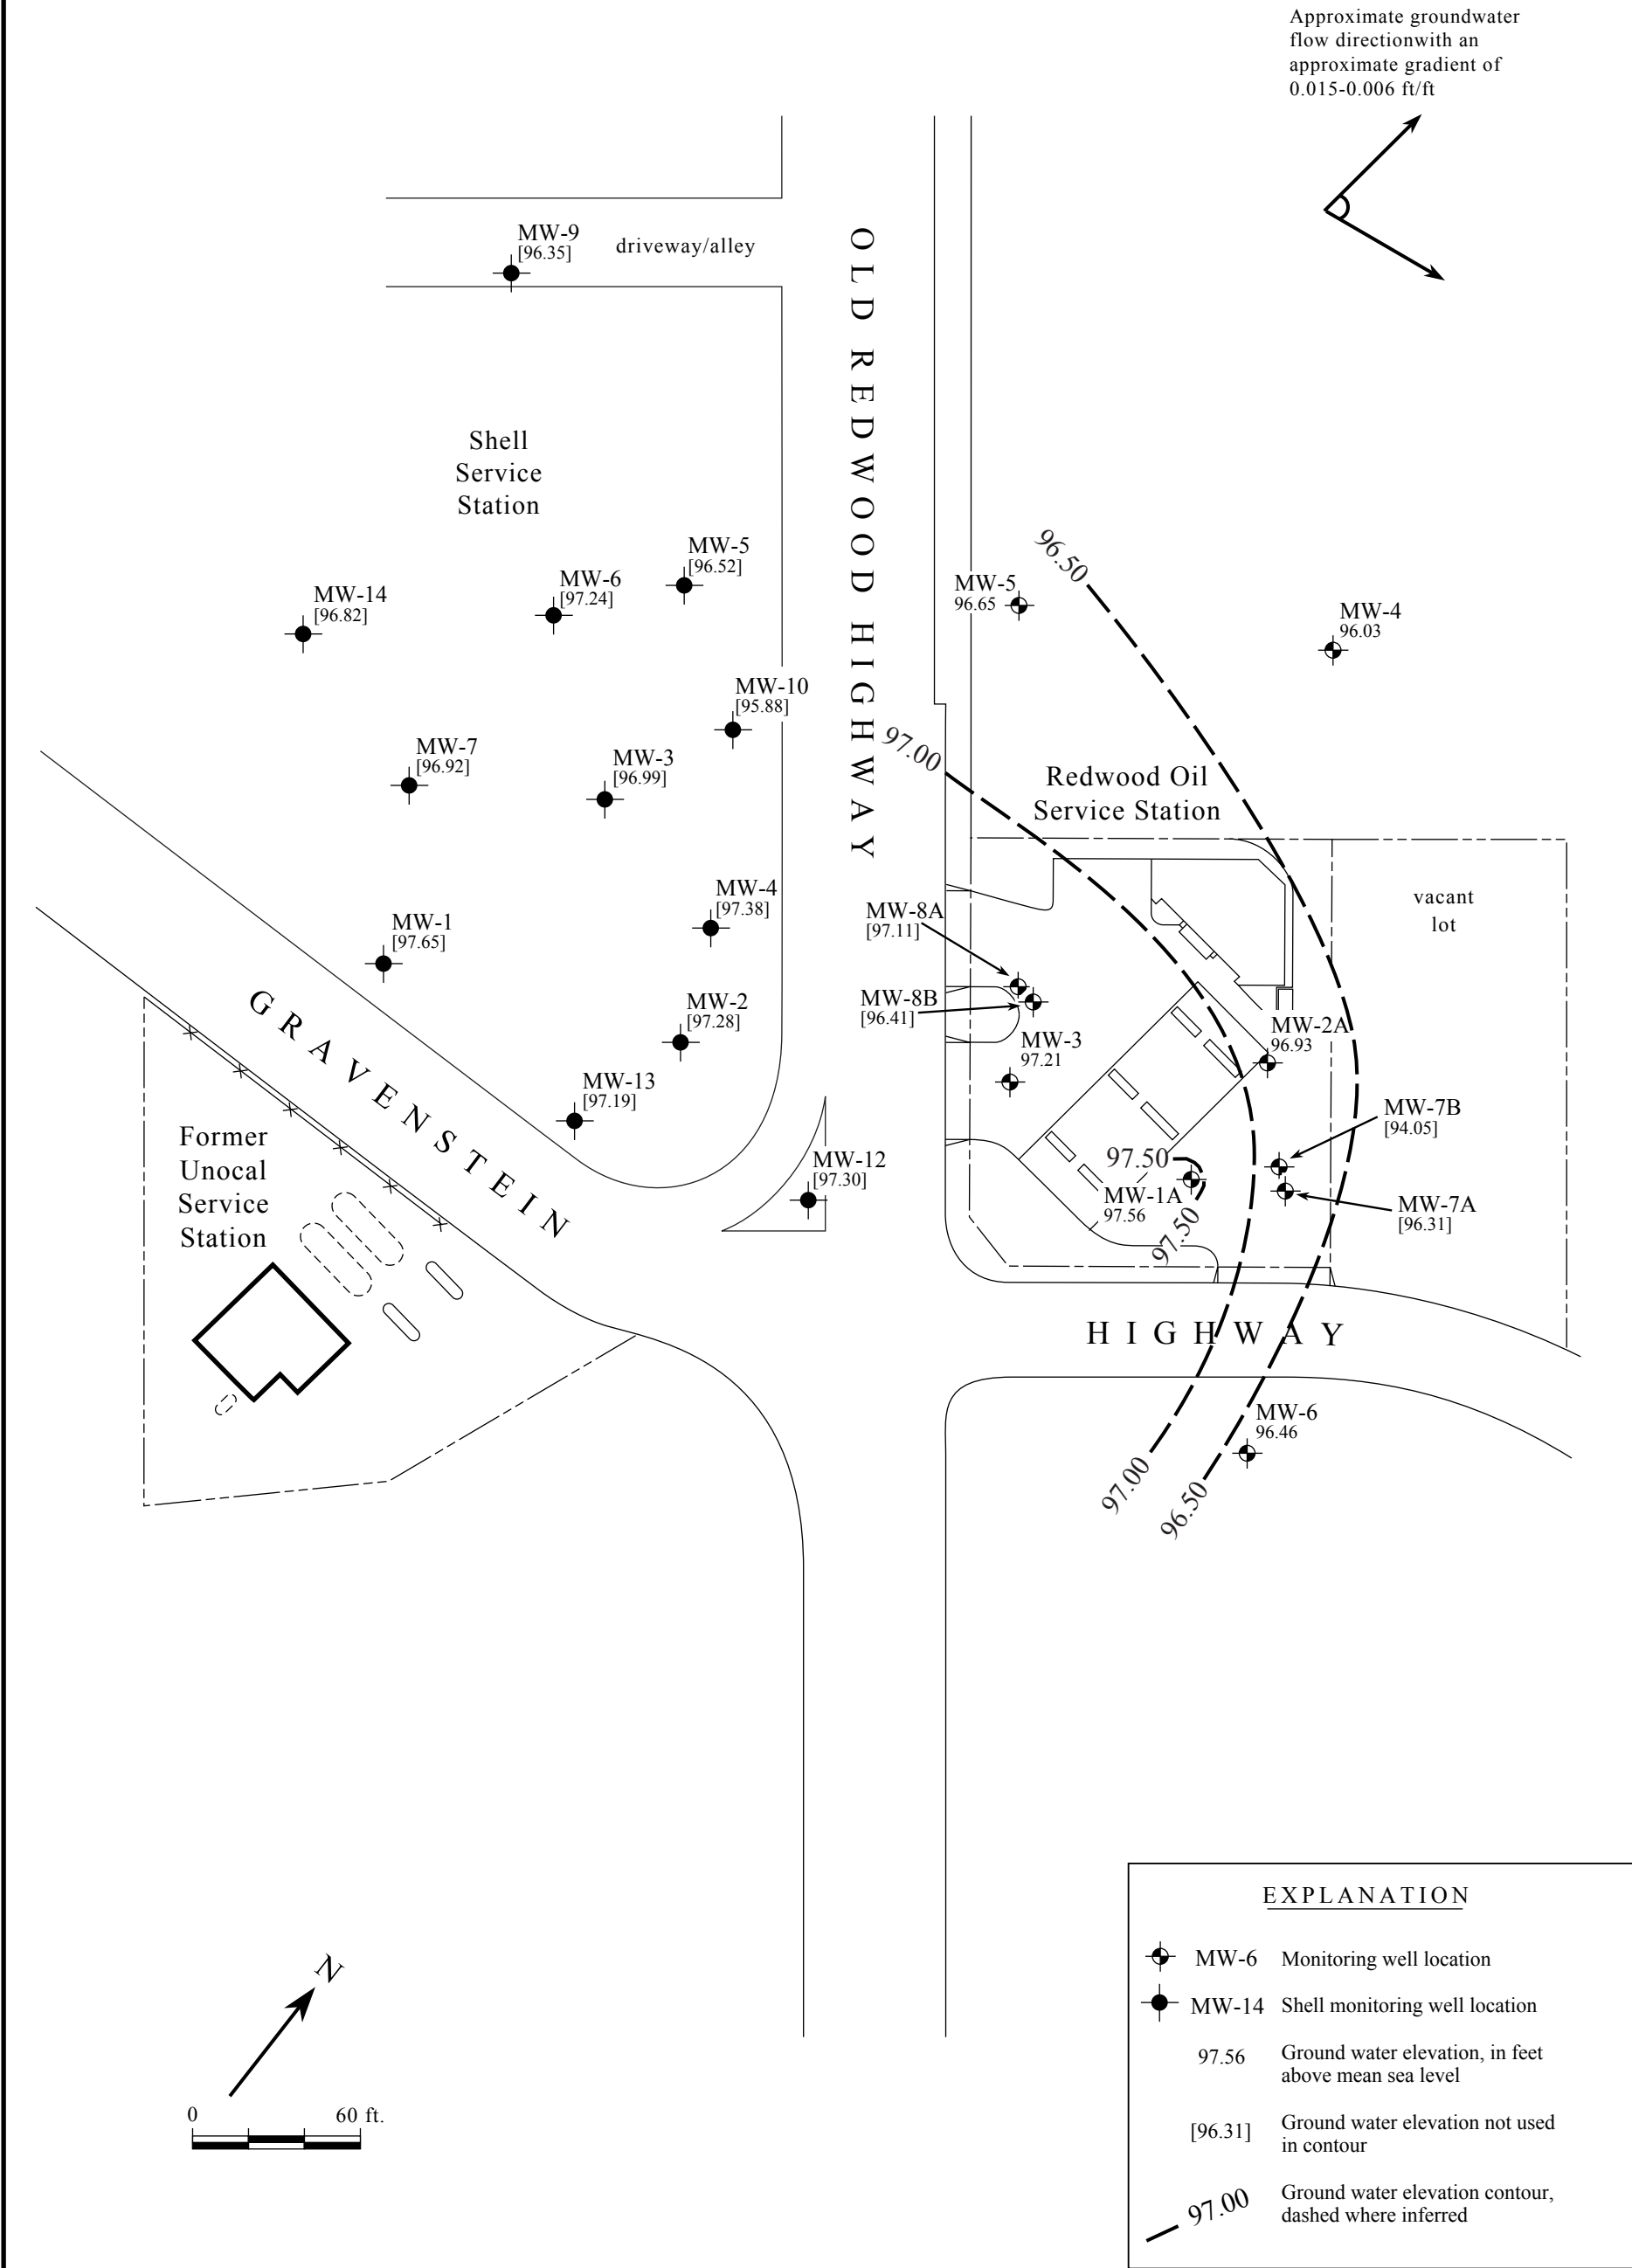 Approximate groundwater
flow directionwith an
approximate gradient of
0.015-0.006 ft/ft
MW-9
[96.35]
driveway/alley
OLD REDWOOD HIGHWAY
Shell
Service
Station
MW-5
[96.52]
MW-6
[97.24]
MW-14
[96.82]
96.50
MW-5
96.65
MW-4
96.03
MW-10
[95.88]
MW-7
[96.92]
MW-3
[96.99]
97.00
Redwood Oil
Service Station
MW-4
[97.38]
MW-1
[97.65]
MW-8A
[97.11]
vacant
lot
MW-8B
[96.41]
MW-2
[97.28]
MW-3
97.21
MW-2A
96.93
GRAVENSTEIN
MW-13
[97.19]
MW-7B
[94.05]
Former
Unocal
Service
Station
MW-12
[97.30]
97.50
MW-1A
97.56
97.50
MW-7A
[96.31]
HIGHWAY
MW-6
96.46
97.00
96.50
N
0 60 ft.
EXPLANATION
MW-6 Monitoring well location
MW-14 Shell monitoring well location
97.56 Ground water elevation, in feet
above mean sea level
[96.31] Ground water elevation not used
in contour
97.00 Ground water elevation contour,
dashed where inferred